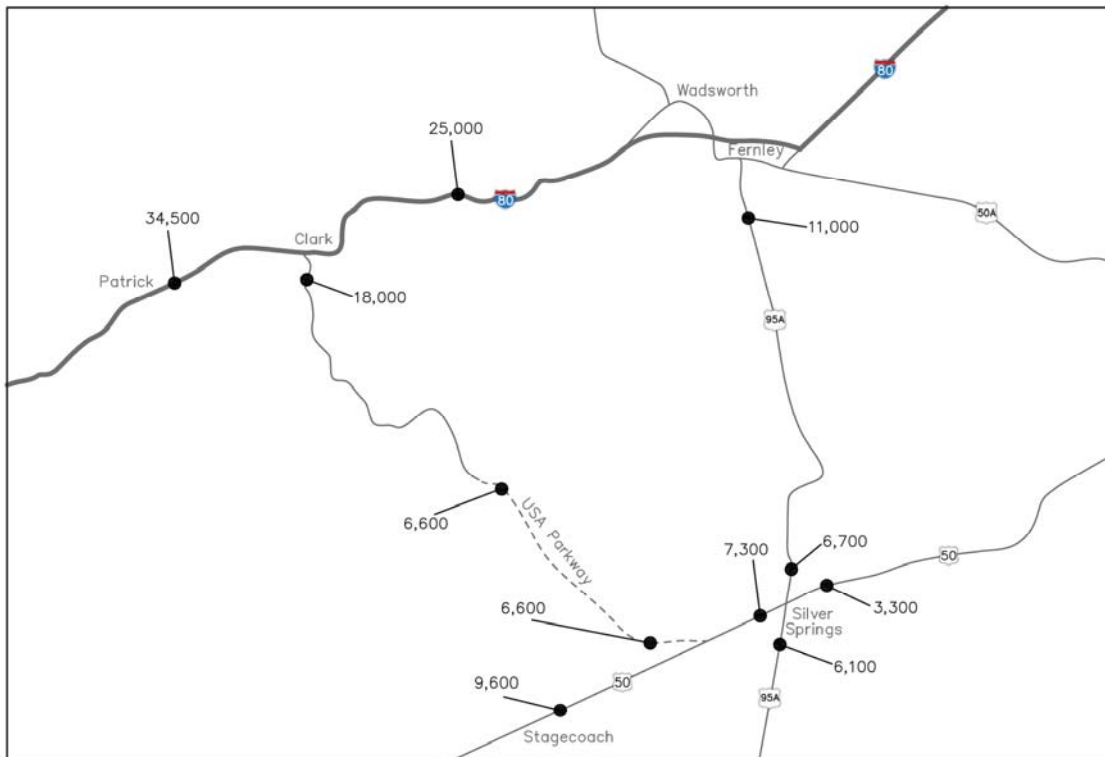 80
Wadsworth
25,000
Fernley
80
50A
34,500
11,000
Clark
Patrick
18,000
95A
USA Parkway
6,600
7,300
6,700
50
3,300
6,600
Silver
Springs
6,100
9,600
50
95A
Stagecoach